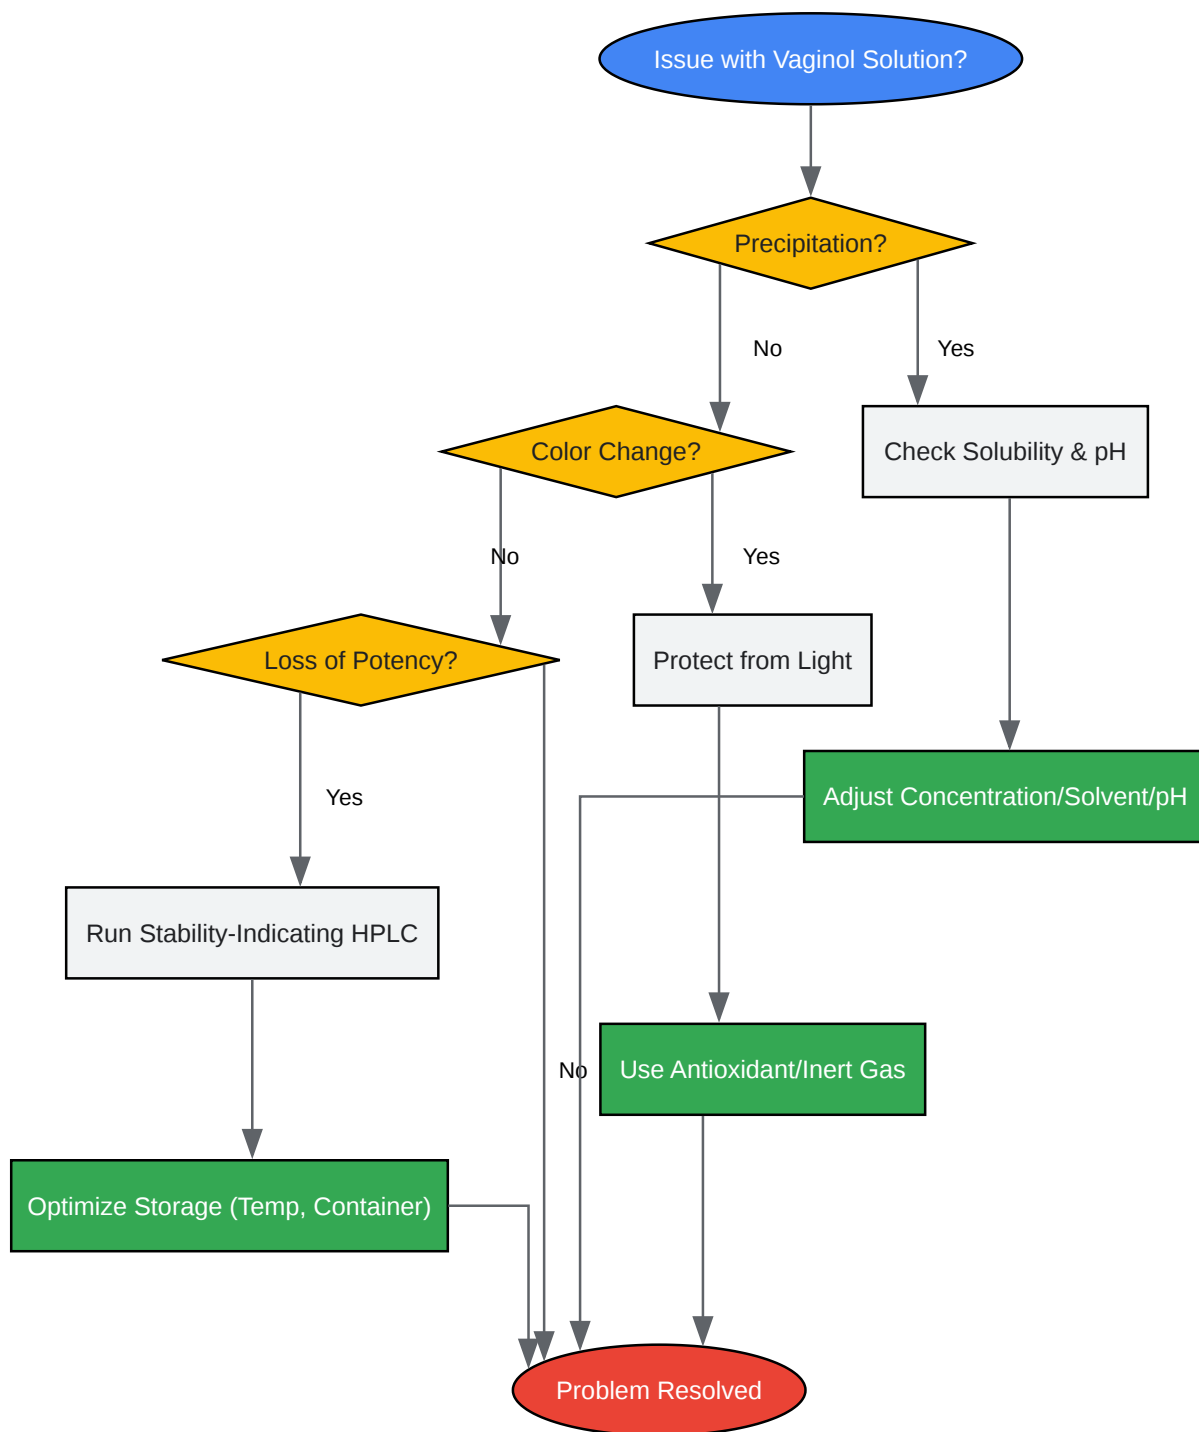 Issue with Vaginol Solution?
Precipitation?
No
Yes
Color Change?
Check Solubility & pH
No
Yes
Loss of Potency?
Protect from Light
Yes
Adjust Concentration/Solvent/pH
Run Stability-Indicating HPLC
No
Use Antioxidant/Inert Gas
Optimize Storage (Temp, Container)
Problem Resolved